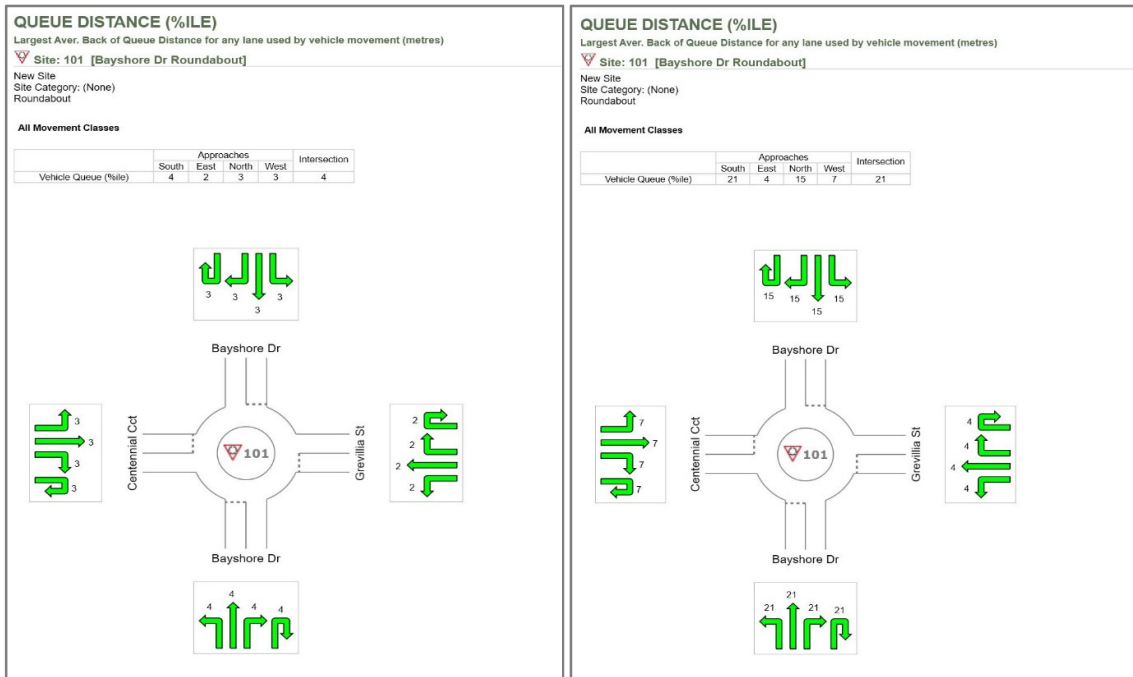 QUEUE DISTANCE (%ILE)
Largest Aver. Back of Queue Distance for any lane used by vehicle movement (metres)
Site: 101 [Bayshore Dr Roundabout]
New Site
Site Category: (None)
Roundabout
All Movement Classes
Approaches Intersection
South East North West
Vehicle Queue (%ile) 4 2 3 3 4
3 3 3 3
Bayshore Dr
3
3
3
3
Centennial Cct
101
Grevillia St
2
2
2
2
Bayshore Dr
4
4 4 4
QUEUE DISTANCE (%ILE)
Largest Aver. Back of Queue Distance for any lane used by vehicle movement (metres)
Site: 101 [Bayshore Dr Roundabout]
New Site
Site Category: (None)
Roundabout
All Movement Classes
Approaches Intersection
South East North West
Vehicle Queue (%ile) 21 4 15 7 21
15 15 15 15
Bayshore Dr
7
7
7
7
Centennial Cct
101
Grevillia St
4
4
4
4
Bayshore Dr
21
21 21 21